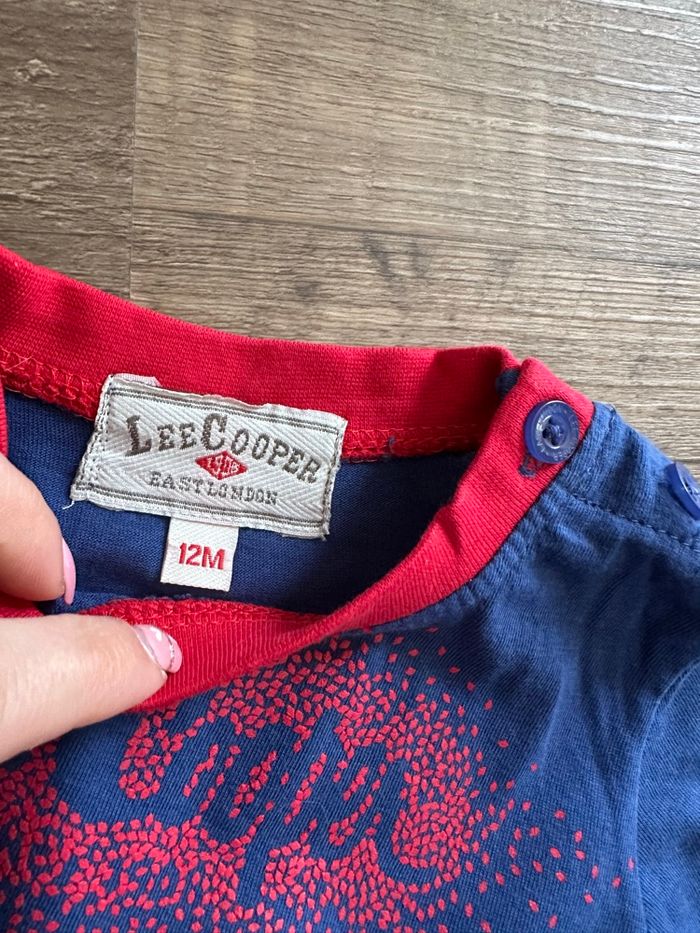 LEE COOPER
1908
EAST LONDON
12M